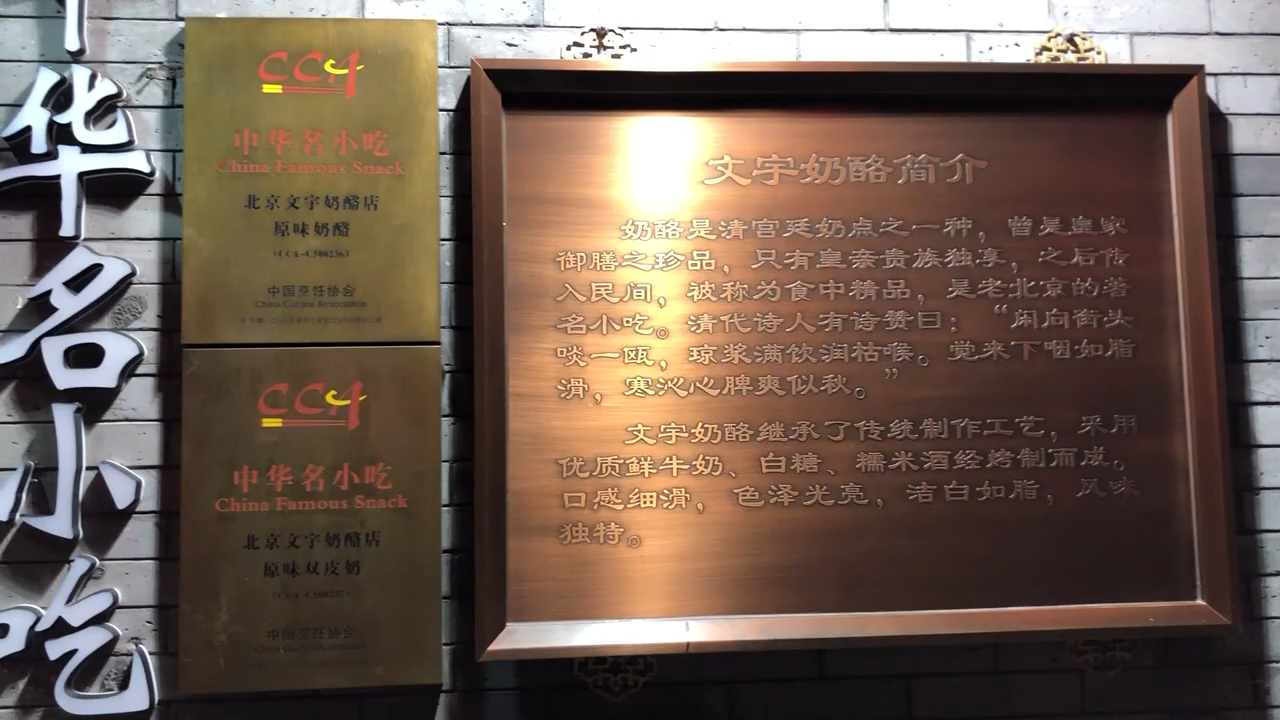 华
名
小
吃
CCA
中华名小吃
China Famous Snack
北京文宇奶酪店
原味奶酪
中国烹饪协会
China Cuisine Association
CCA
中华名小吃
China Famous Snack
北京文宇奶酪店
原味双皮奶
中国烹饪协会
China Cuisine Association
文宇奶酪简介
奶酪是清宫廷奶点之一种，曾是皇家
御膳之珍品，只有皇亲贵族独享，之后传
入民间，被称为食中精品，是老北京的著
名小吃。清代诗人有诗赞曰：“闲向街头
啖一瓯，琼浆满饮润枯喉。觉来下咽如脂
滑，寒沁心脾爽似秋。”
文宇奶酪继承了传统制作工艺，采用
优质鲜牛奶、白糖、糯米酒经烤制而成。
口感细滑，色泽光亮，洁白如脂，风味
独特。